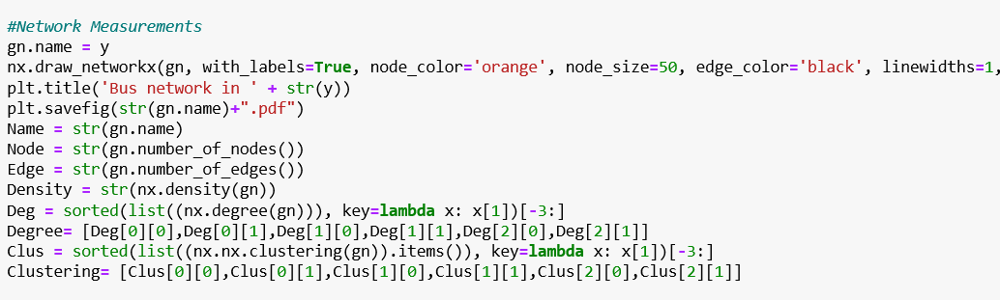 #Network Measurements
gn.name = y
nx.draw_networkx(gn, with_labels=True, node_color='orange', node_size=50, edge_color='black', linewidths=1,
plt.title('Bus network in ' + str(y))
plt.savefig(str(gn.name)+".pdf")
Name = str(gn.name)
Node = str(gn.number_of_nodes())
Edge = str(gn.number_of_edges())
Density = str(nx.density(gn))
Deg = sorted(list((nx.degree(gn))), key=lambda x: x[1])[-3:]
Degree= [Deg[0][0],Deg[0][1],Deg[1][0],Deg[1][1],Deg[2][0],Deg[2][1]]
Clus = sorted(list((nx.nx.clustering(gn)).items()), key=lambda x: x[1])[-3:]
Clustering= [Clus[0][0],Clus[0][1],Clus[1][0],Clus[1][1],Clus[2][0],Clus[2][1]]